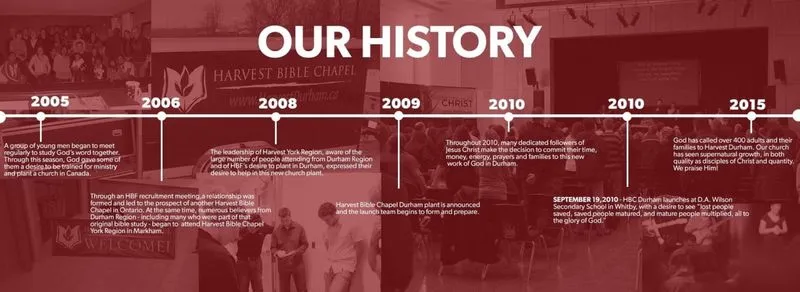 OUR HISTORY
HARVEST BIBLE CHAPEL
www.HarvestDurham.ca
CHRIST
2005
2006
2008
2009
2010
2010
2015
A group of young men began to meet
regularly to study God's word together.
Through this season, God gave some of
them a desire to be trained for ministry
and plant a church in Canada.
Through an HBF recruitment meeting, a relationship was
formed and led to the prospect of another Harvest Bible
Chapel in Ontario. At the same time, numerous believers from
Durham Region - including many who were part of that
original bible study - began to attend Harvest Bible Chapel
York Region in Markham.
The leadership of Harvest York Region, aware of the
large number of people attending from Durham Region
and of HBF's desire to plant in Durham, expressed their
desire to help in this new church plant.
Harvest Bible Chapel Durham plant is announced
and the launch team begins to form and prepare.
Throughout 2010, many dedicated followers of
Jesus Christ make the decision to commit their time,
money, energy, prayers and families to this new
work of God in Durham.
SEPTEMBER 19, 2010 - HBC Durham launches at D.A. Wilson
Secondary School in Whitby, with a desire to see "lost people
saved, saved people matured, and mature people multiplied, all to
the glory of God."
God has called over 400 adults and their
families to Harvest Durham. Our church
has seen supernatural growth, in both
quality as disciples of Christ and quantity.
We praise Him!
WELCOME!